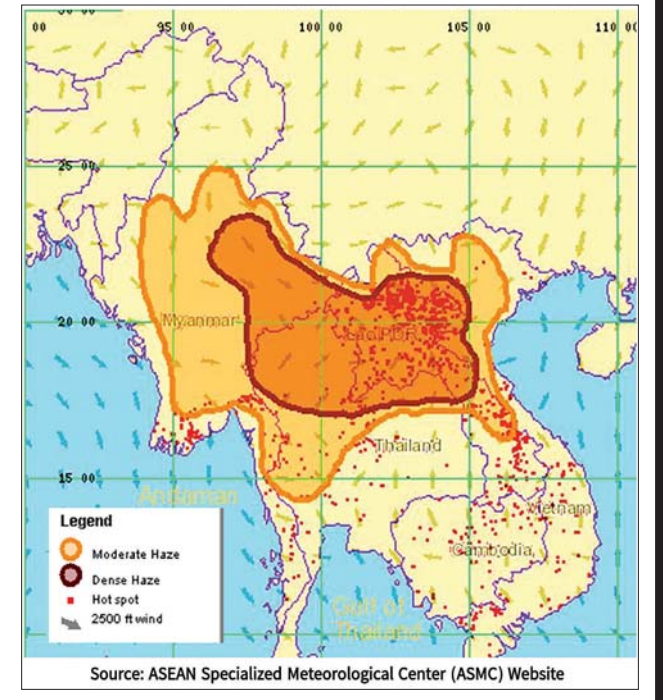 00 95 00 100 00 105 00 110 00
25 00
20 00
Myanmar
Lao PDR
Thailand
15 00
Andaman
Vietnam
Cambodia
Gulf of
Thailand
Legend
Moderate Haze
Dense Haze
Hot spot
2500 ft wind
Source: ASEAN Specialized Meteorological Center (ASMC) Website